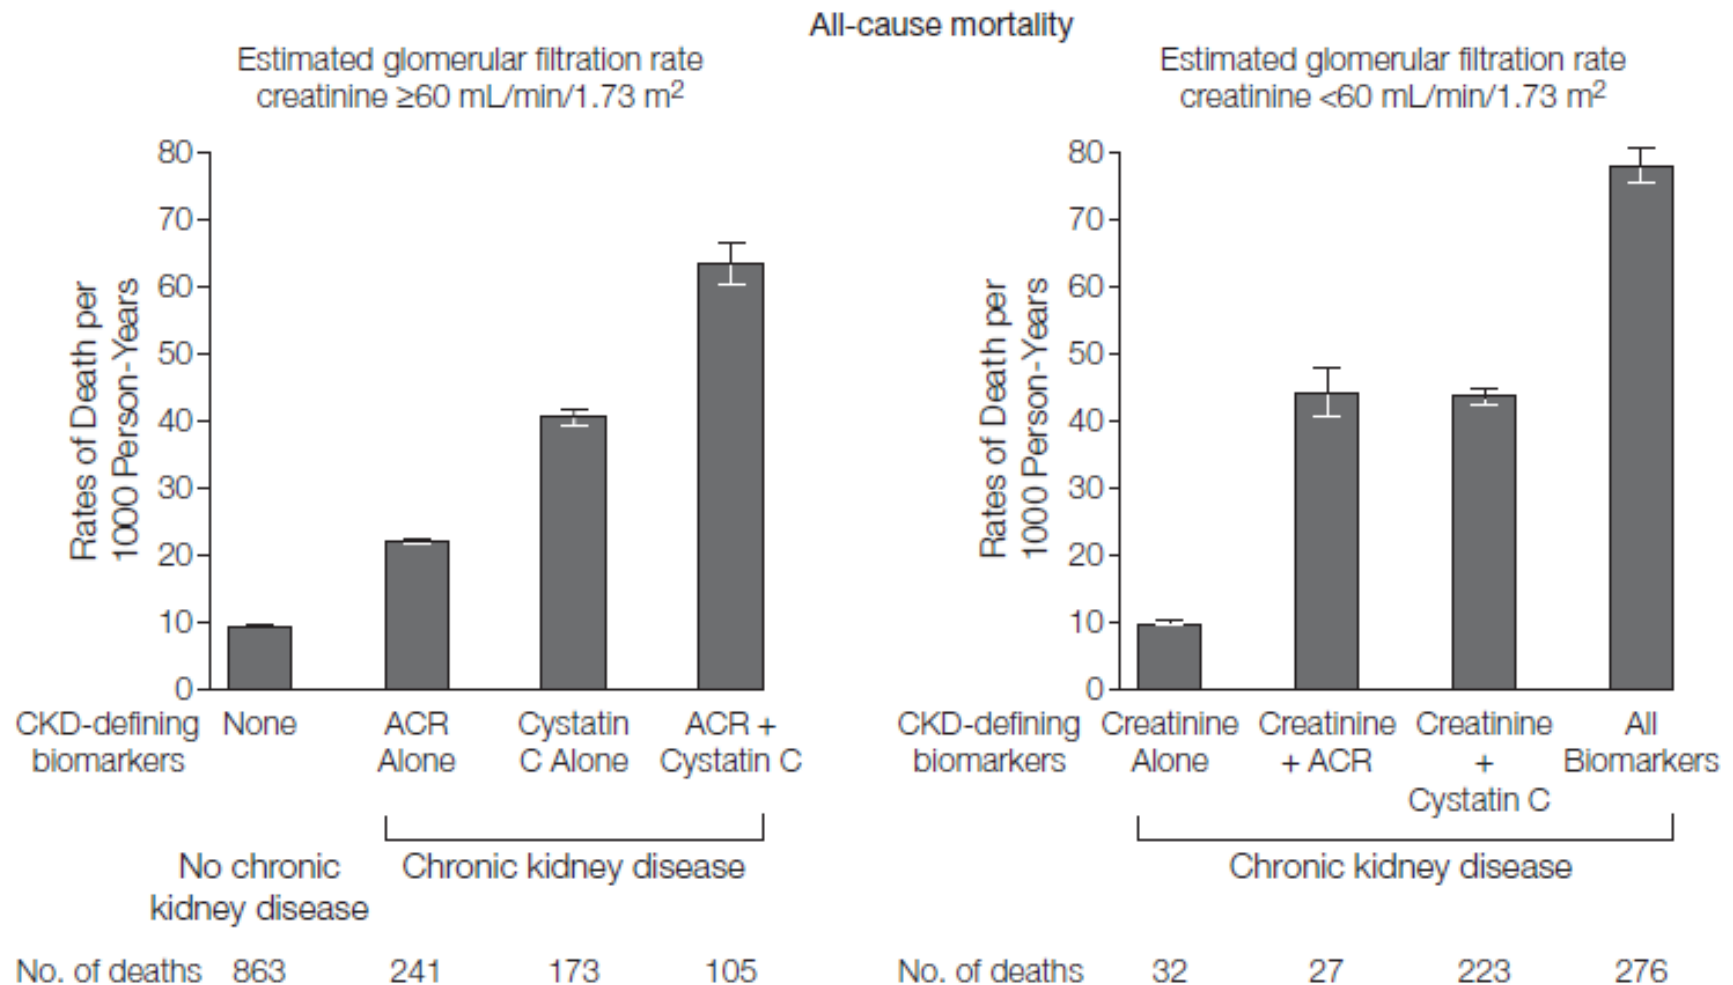 All-cause mortality
Estimated glomerular filtration rate
creatinine ≥60 mL/min/1.73 m²
80
70
60
50
40
30
20
10
0
Rates of Death per
1000 Person-Years
CKD-defining
biomarkers
None
ACR
Alone
Cystatin
C Alone
ACR +
Cystatin C
No chronic
kidney disease
Chronic kidney disease
No. of deaths 863 241 173 105
Estimated glomerular filtration rate
creatinine <60 mL/min/1.73 m²
80
70
60
50
40
30
20
10
0
Rates of Death per
1000 Person-Years
CKD-defining
biomarkers
Creatinine
Alone
Creatinine
+ ACR
Creatinine
+
Cystatin C
All
Biomarkers
Chronic kidney disease
No. of deaths 32 27 223 276